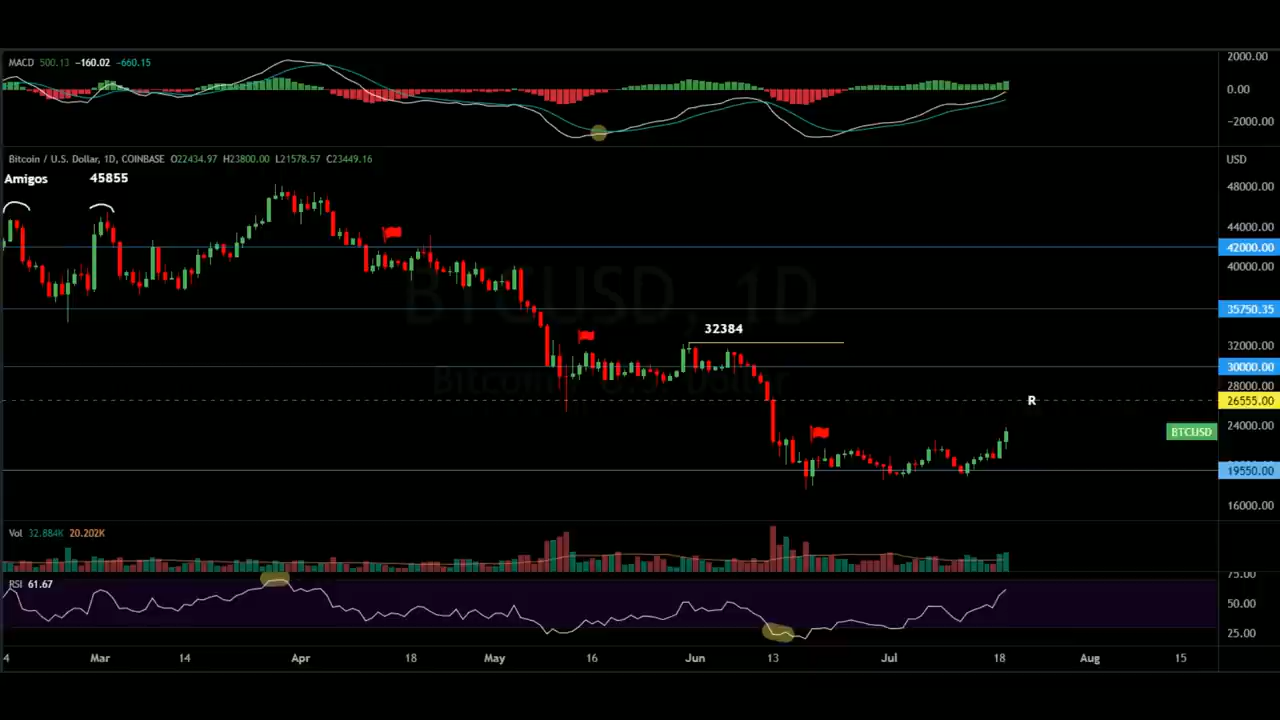 MACD 500.13 −160.02 −660.15
2000.00
0.00
−2000.00
Bitcoin / U.S. Dollar, 1D, COINBASE O22434.97 H23800.00 L21578.57 C23449.16
USD
Amigos
45855
48000.00
44000.00
42000.00
40000.00
BTCUSD, 1D
35750.35
32384
32000.00
30000.00
Bitcoin / U.S. Dollar
28000.00
R
26555.00
24000.00
BTCUSD
19550.00
16000.00
Vol 32.884K 20.202K
RSI 61.67
75.00
50.00
25.00
4 Mar 14 Apr 18 May 16 Jun 13 Jul 18 Aug 15